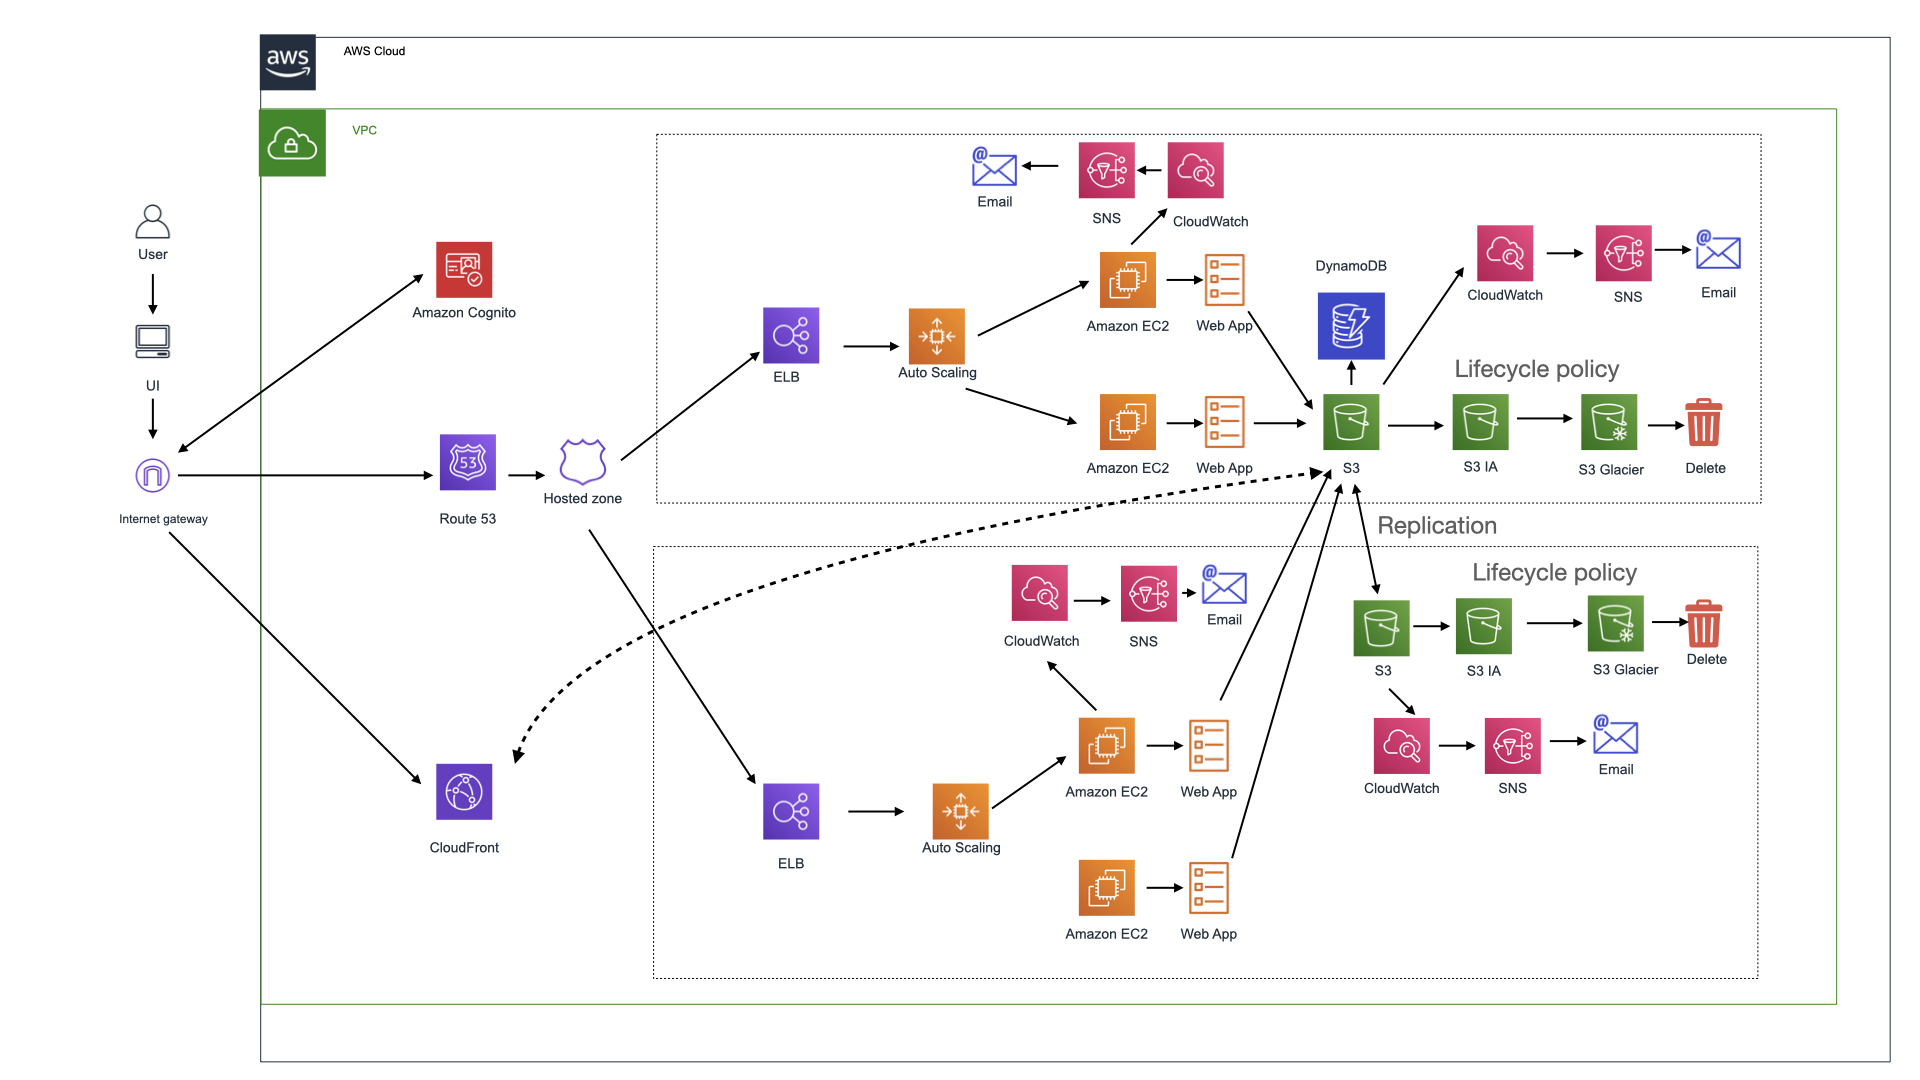 aws
AWS Cloud
VPC
User
UI
Internet gateway
Amazon Cognito
53
Route 53
Hosted zone
CloudFront
@
Email
SNS
CloudWatch
ELB
Auto Scaling
Amazon EC2
Web App
Amazon EC2
Web App
DynamoDB
CloudWatch
SNS
@
Email
Lifecycle policy
S3
S3 IA
S3 Glacier
Delete
Replication
Lifecycle policy
CloudWatch
SNS
@
Email
S3
S3 IA
S3 Glacier
Delete
ELB
Auto Scaling
Amazon EC2
Web App
CloudWatch
SNS
@
Email
Amazon EC2
Web App